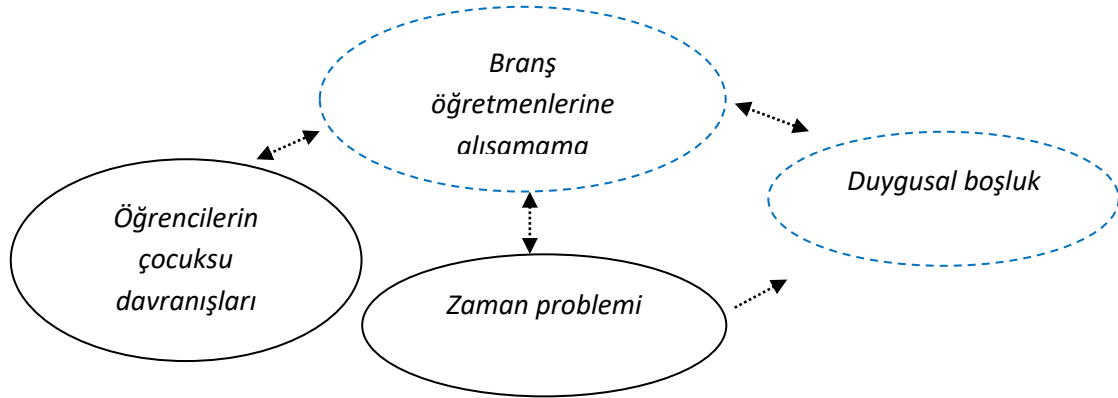 Branş
öğretmenlerine
alışamama
Duygusal boşluk
Öğrencilerin
çocuksu
davranışları
Zaman problemi